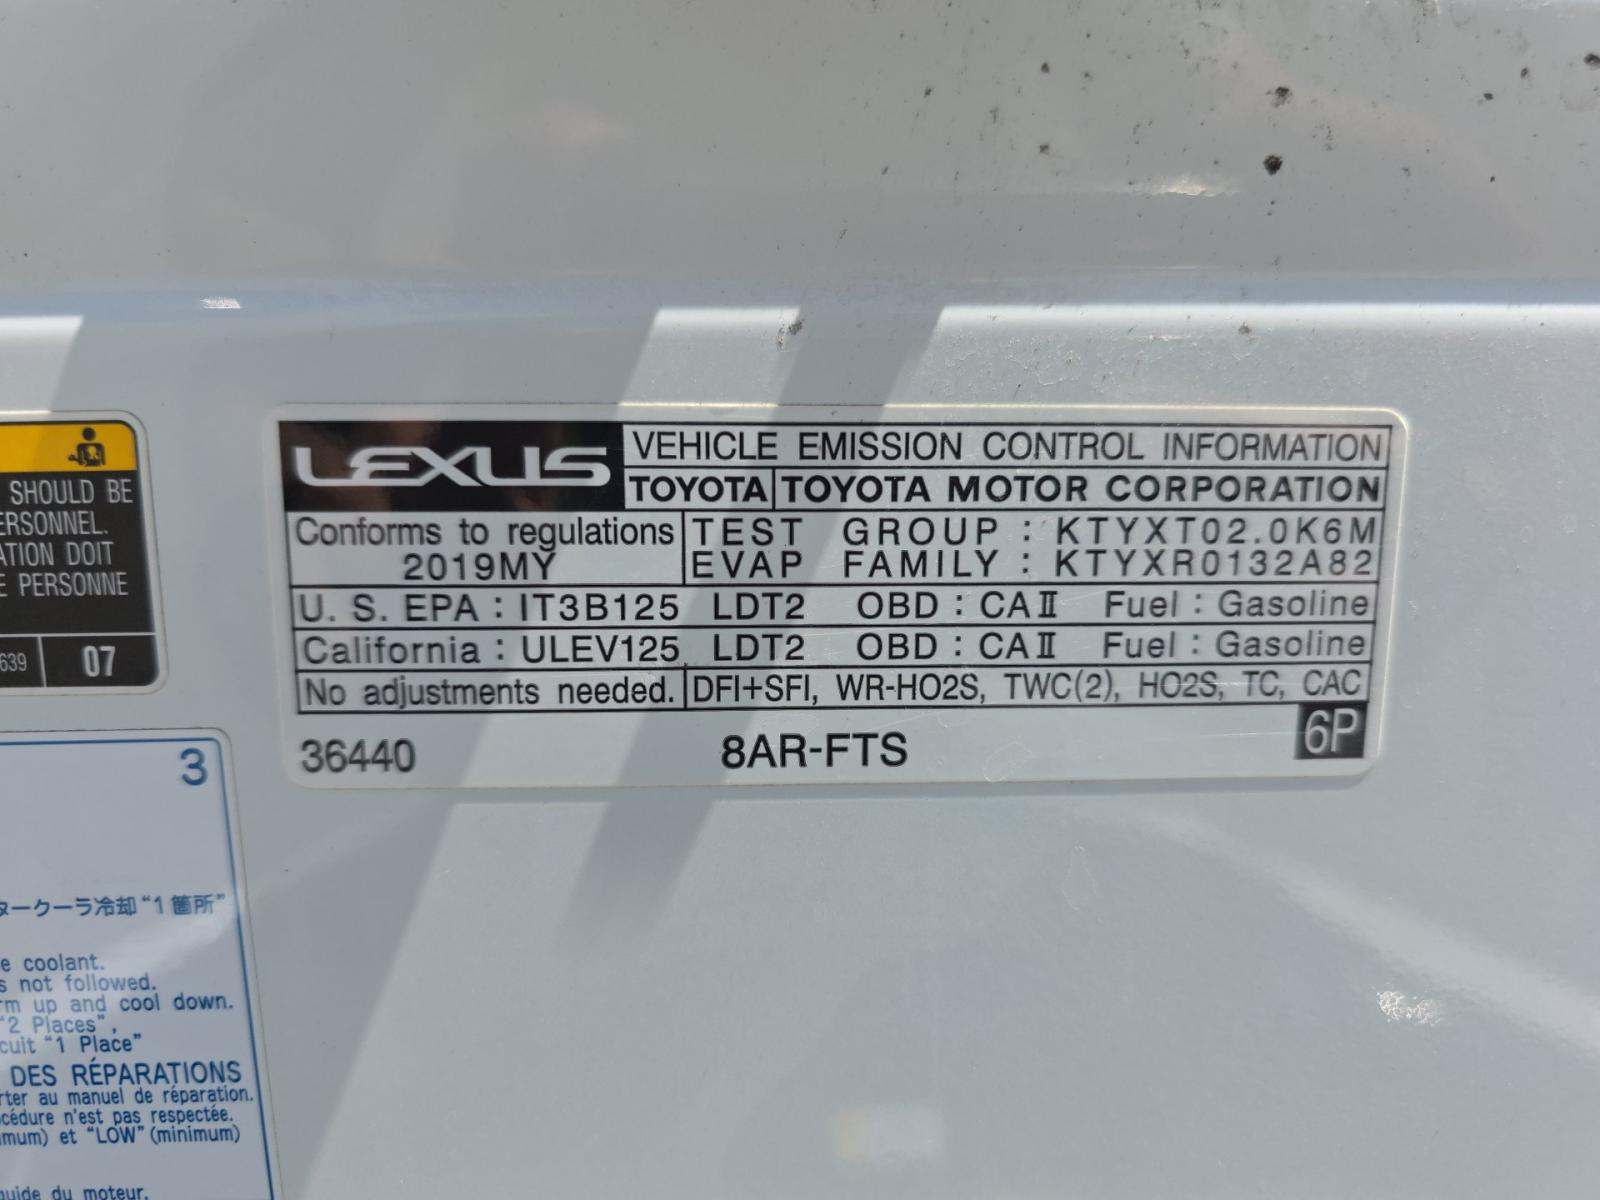 LEXUS
VEHICLE EMISSION CONTROL INFORMATION
TOYOTA TOYOTA MOTOR CORPORATION
Conforms to regulations
2019MY
TEST GROUP : KTYXT02.0K6M
EVAP FAMILY : KTYXR0132A82
U. S. EPA : IT3B125 LDT2 OBD : CAⅡ Fuel : Gasoline
California : ULEV125 LDT2 OBD : CAⅡ Fuel : Gasoline
No adjustments needed. DFI+SFI, WR-HO2S, TWC(2), HO2S, TC, CAC
36440 8AR-FTS 6P
SHOULD BE
ERSONNEL.
ATION DOIT
E PERSONNE
639 07
3
タークーラ冷却“1箇所”
e coolant.
s not followed.
rm up and cool down.
“2 Places”,
cuit “1 Place”
DES RÉPARATIONS
rter au manuel de réparation.
cédure n'est pas respectée.
mum) et “LOW” (minimum)
uide du moteur.